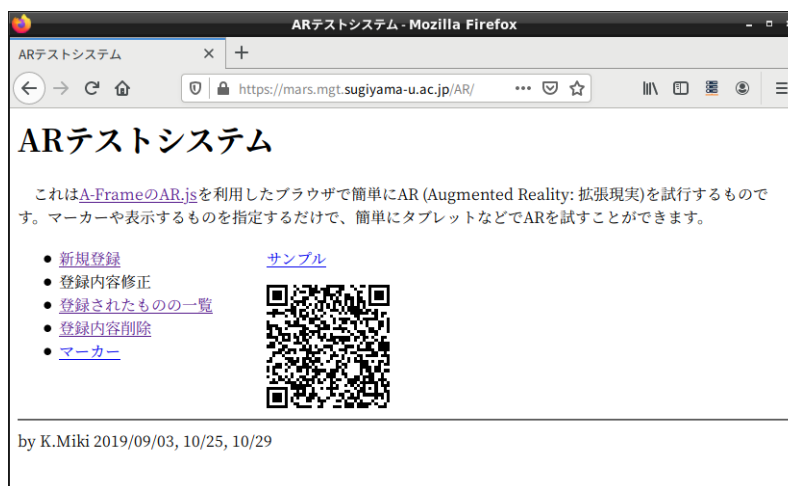 ARテストシステム - Mozilla Firefox
ARテストシステム
https://mars.mgt.sugiyama-u.ac.jp/AR/
ARテストシステム
これはA-FrameのAR.jsを利用したブラウザで簡単にAR (Augmented Reality: 拡張現実)を試行するもので
す。マーカーや表示するものを指定するだけで、簡単にタブレットなどでARを試すことができます。
新規登録
登録内容修正
登録されたものの一覧
登録内容削除
マーカー
サンプル
by K.Miki 2019/09/03, 10/25, 10/29